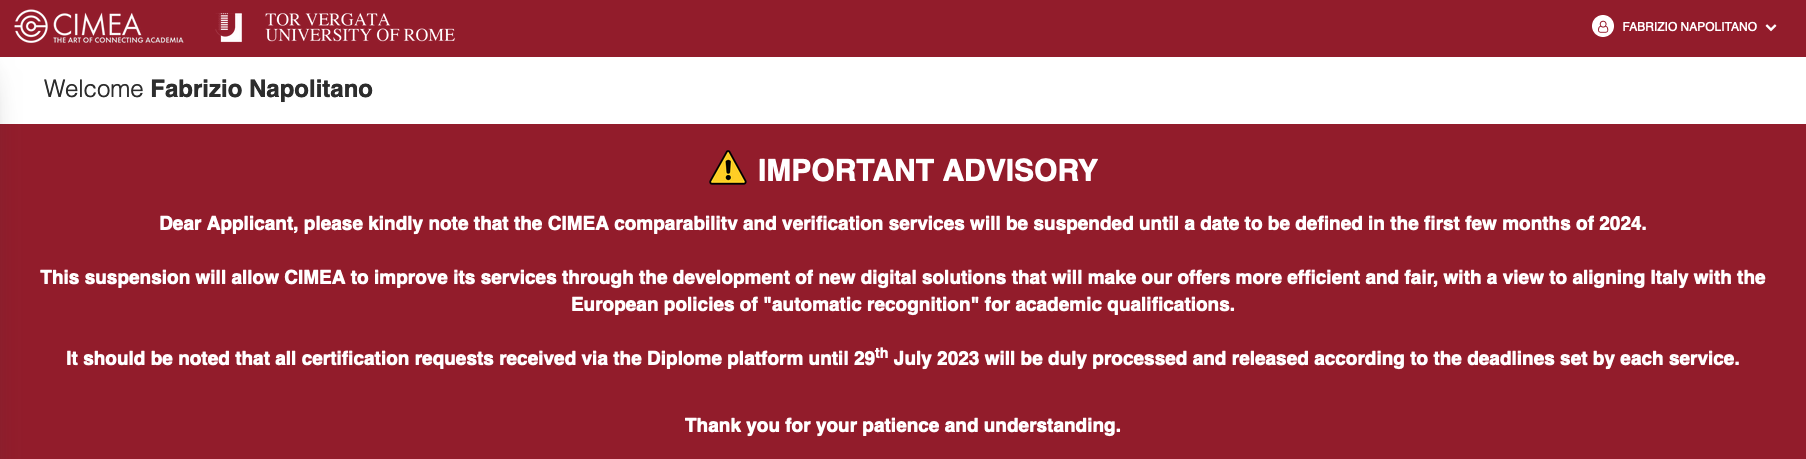 CIMEA
THE ART OF CONNECTING ACADEMIA
TOR VERGATA
UNIVERSITY OF ROME
FABRIZIO NAPOLITANO
Welcome Fabrizio Napolitano
IMPORTANT ADVISORY
Dear Applicant, please kindly note that the CIMEA comparability and verification services will be suspended until a date to be defined in the first few months of 2024.
This suspension will allow CIMEA to improve its services through the development of new digital solutions that will make our offers more efficient and fair, with a view to aligning Italy with the
European policies of "automatic recognition" for academic qualifications.
It should be noted that all certification requests received via the Diplome platform until 29th July 2023 will be duly processed and released according to the deadlines set by each service.
Thank you for your patience and understanding.